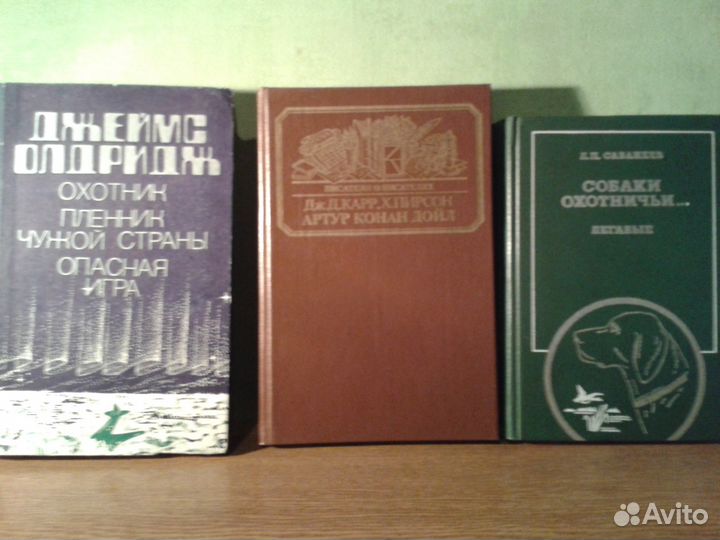 ДЖЕЙМС
ОЛДРИДЖ
ОХОТНИК
ПЛЕННИК
ЧУЖОЙ СТРАНЫ
ОПАСНАЯ
ИГРА
ПИСАТЕЛИ О ПИСАТЕЛЯХ
Дж.Д.КАРР, Х.ПИРСОН
АРТУР КОНАН ДОЙЛ
Л.П. САБАНЕЕВ
СОБАКИ
ОХОТНИЧЬИ...
ЛЕГАВЫЕ
Avito